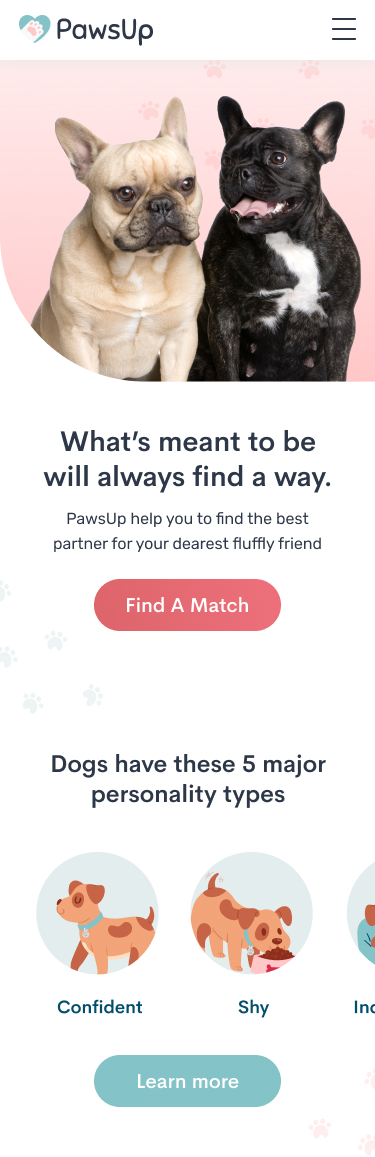 PawsUp
What's meant to be
will always find a way.
PawsUp help you to find the best
partner for your dearest fluffly friend
Find A Match
Dogs have these 5 major
personality types
Confident
Shy
Learn more